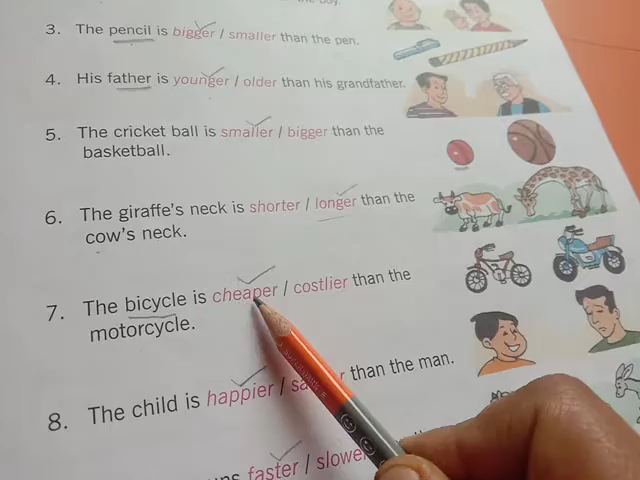 3. The pencil is bigger / smaller than the pen.
4. His father is younger / older than his grandfather.
5. The cricket ball is smaller / bigger than the
basketball.
6. The giraffe's neck is shorter / longer than the
cow's neck.
7. The bicycle is cheaper / costlier than the
motorcycle.
8. The child is happier / than the man.
faster / slower